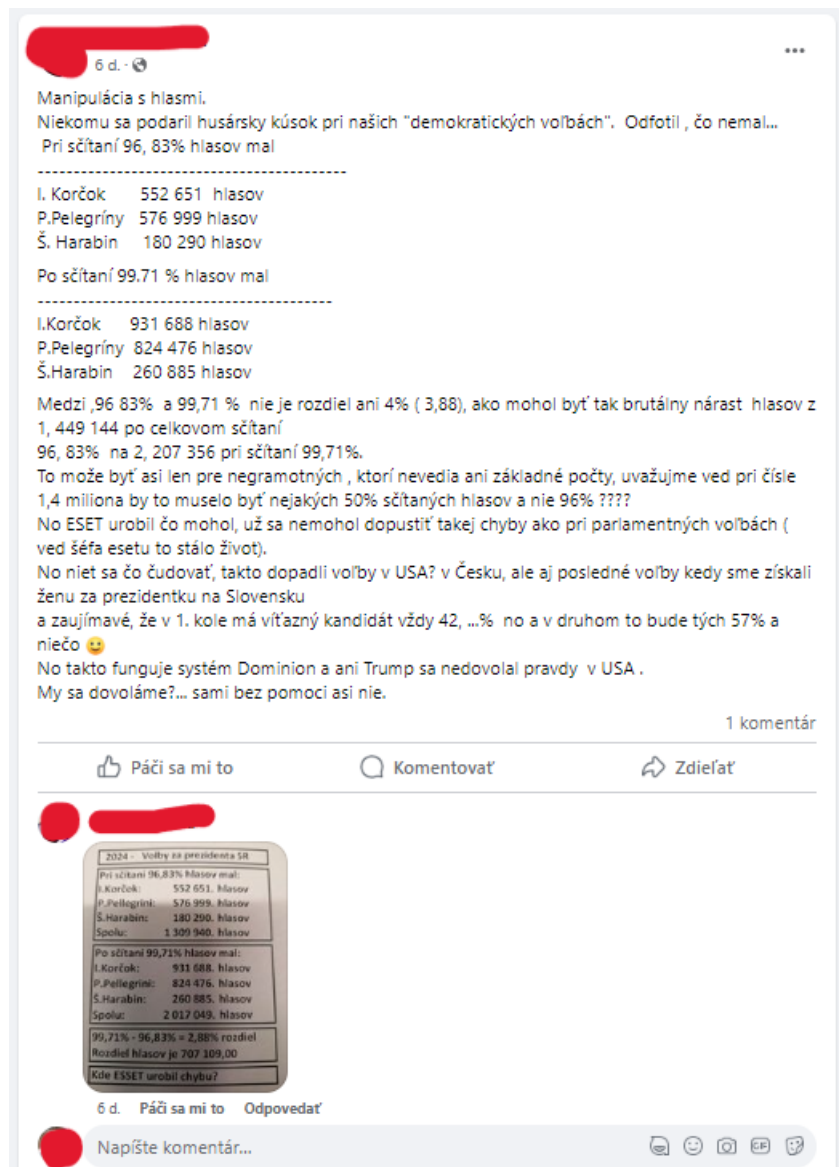 6 d.
Manipulácia s hlasmi.
Niekomu sa podaril husársky kúsok pri našich "demokratických voľbách". Odfotil , čo nemal...
Pri sčítaní 96, 83% hlasov mal
-------------------------------------------
I. Korčok 552 651 hlasov
P.Pelegríny 576 999 hlasov
Š. Harabin 180 290 hlasov
Po sčítaní 99.71 % hlasov mal
-----------------------------------------
I.Korčok 931 688 hlasov
P.Pelegríny 824 476 hlasov
Š.Harabin 260 885 hlasov
Medzi ,96 83% a 99,71 % nie je rozdiel ani 4% ( 3,88), ako mohol byť tak brutálny nárast hlasov z
1, 449 144 po celkovom sčítaní
96, 83% na 2, 207 356 pri sčítaní 99,71%.
To može byť asi len pre negramotných , ktorí nevedia ani základné počty, uvažujme ved pri čísle
1,4 miliona by to muselo byť nejakých 50% sčítaných hlasov a nie 96% ????
No ESET urobil čo mohol, už sa nemohol dopustiť takej chyby ako pri parlamentných voľbách (
ved šéfa esetu to stálo život).
No niet sa čo čudovať, takto dopadli voľby v USA? v Česku, ale aj posledné voľby kedy sme získali
ženu za prezidentku na Slovensku
a zaujímavé, že v 1. kole má víťazný kandidát vždy 42, ...% no a v druhom to bude tých 57% a
niečo 😉
No takto funguje systém Dominion a ani Trump sa nedovolal pravdy v USA .
My sa dovoláme?... sami bez pomoci asi nie.
1 komentár
Páči sa mi to Komentovať Zdieľať
2024 - Voľby za prezidenta SR
Pri sčítaní 96,83% hlasov mal:
I.Korčok: 552 651. hlasov
P.Pellegrini: 576 999. hlasov
Š.Harabin: 180 290. hlasov
Spolu: 1 309 940. hlasov
Po sčítaní 99,71% hlasov mal:
I.Korčok: 931 688. hlasov
P.Pellegrini: 824 476. hlasov
Š.Harabin: 260 885. hlasov
Spolu: 2 017 049. hlasov
99,71% - 96,83% = 2,88% rozdiel
Rozdiel hlasov je 707 109,00
Kde ESSET urobil chybu?
6 d. Páči sa mi to Odpovedať
Napíšte komentár...
GIF